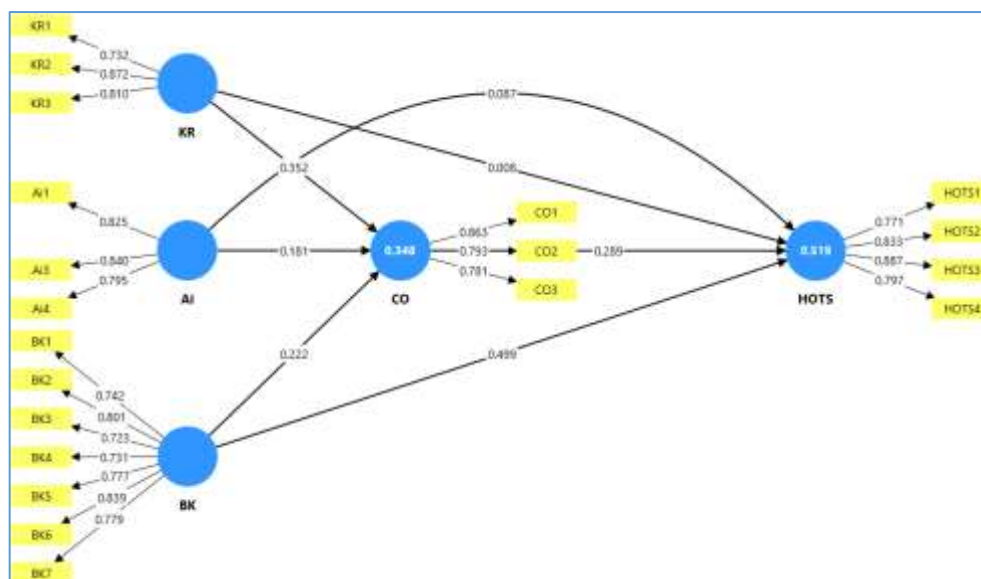 KR1
KR2
KR3
0.732
0.872
0.810
KR
0.087
0.352
0.008
Ai1
Ai3
Ai4
0.825
0.840
0.795
Ai
0.181
0.348
CO
CO1
CO2
CO3
0.863
0.793
0.781
0.289
0.519
HOTS
0.771
0.833
0.887
0.797
HOTS1
HOTS2
HOTS3
HOTS4
BK1
BK2
BK3
BK4
BK5
BK6
BK7
0.742
0.801
0.723
0.731
0.777
0.839
0.779
BK
0.222
0.499